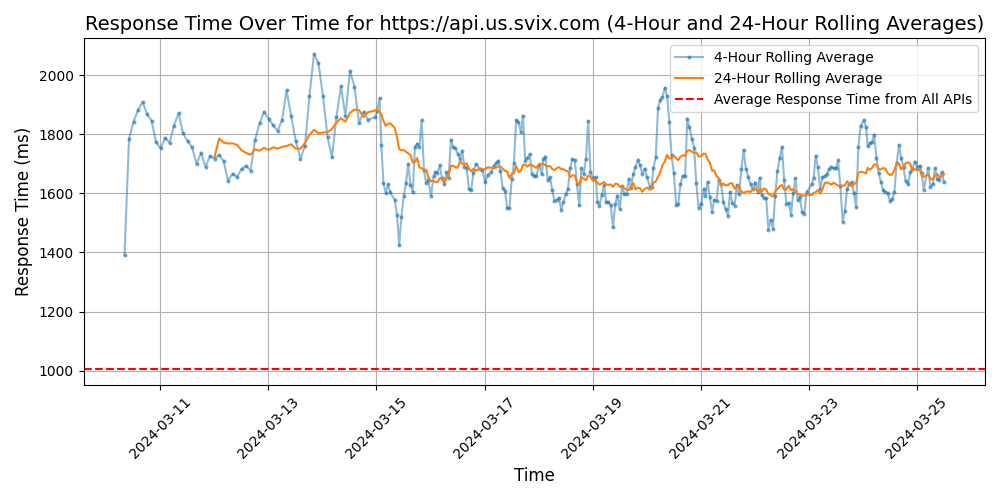 Response Time Over Time for https://api.us.svix.com (4-Hour and 24-Hour Rolling Averages)
4-Hour Rolling Average
24-Hour Rolling Average
Average Response Time from All APIs
Response Time (ms)
2000
1800
1600
1400
1200
1000
2024-03-11
2024-03-13
2024-03-15
2024-03-17
2024-03-19
2024-03-21
2024-03-23
2024-03-25
Time